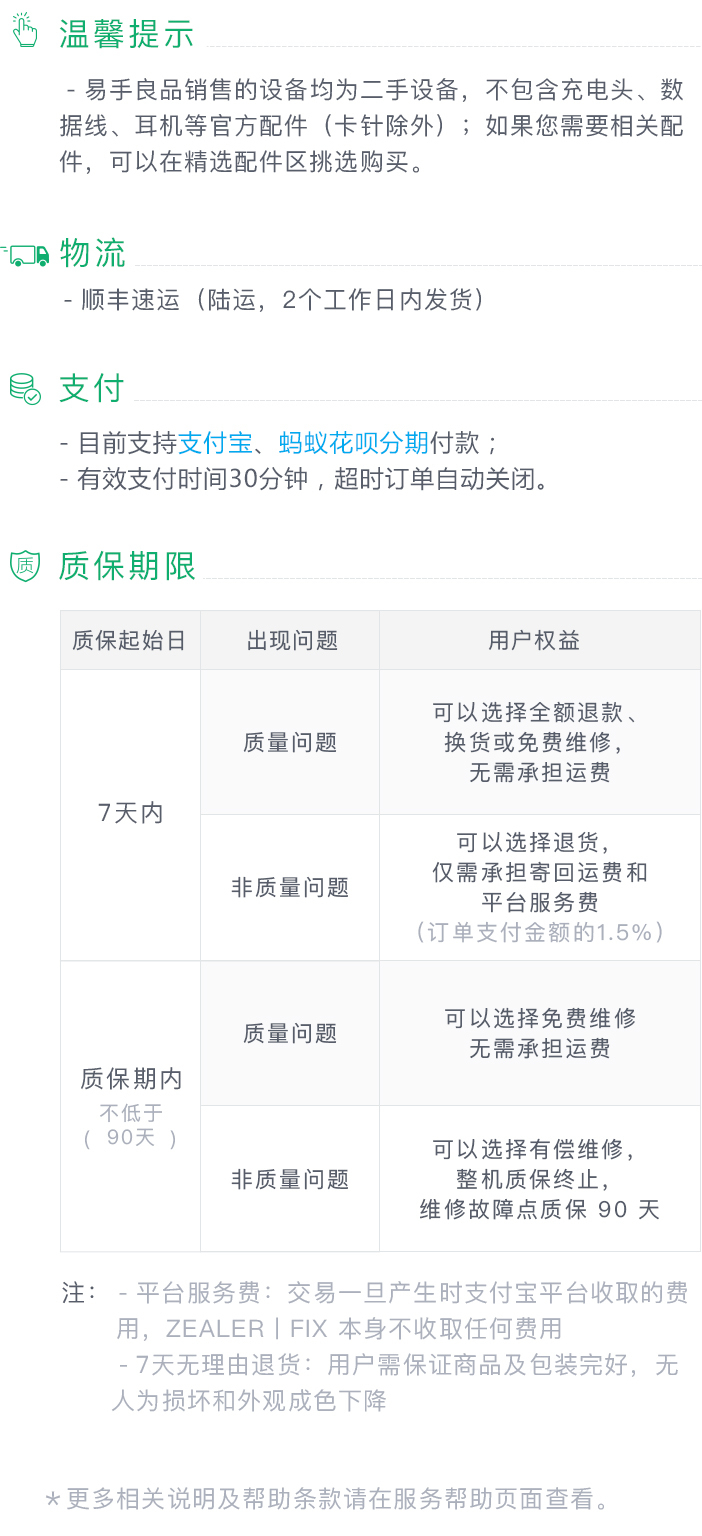 温馨提示
- 易手良品销售的设备均为二手设备，不包含充电头、数
据线、耳机等官方配件（卡针除外）；如果您需要相关配
件，可以在精选配件区挑选购买。
物流
- 顺丰速运（陆运，2个工作日内发货）
支付
- 目前支持支付宝、蚂蚁花呗分期付款；
- 有效支付时间30分钟，超时订单自动关闭。
质
质保期限
质保起始日 出现问题 用户权益
7天内
质量问题
可以选择全额退款、
换货或免费维修，
无需承担运费
非质量问题
可以选择退货，
仅需承担寄回运费和
平台服务费
（订单支付金额的1.5%）
质保期内
不低于
( 90天 )
质量问题
可以选择免费维修
无需承担运费
非质量问题
可以选择有偿维修，
整机质保终止，
维修故障点质保 90 天
注： - 平台服务费：交易一旦产生时支付宝平台收取的费
用，ZEALER | FIX 本身不收取任何费用
- 7天无理由退货：用户需保证商品及包装完好，无
人为损坏和外观成色下降
＊更多相关说明及帮助条款请在服务帮助页面查看。